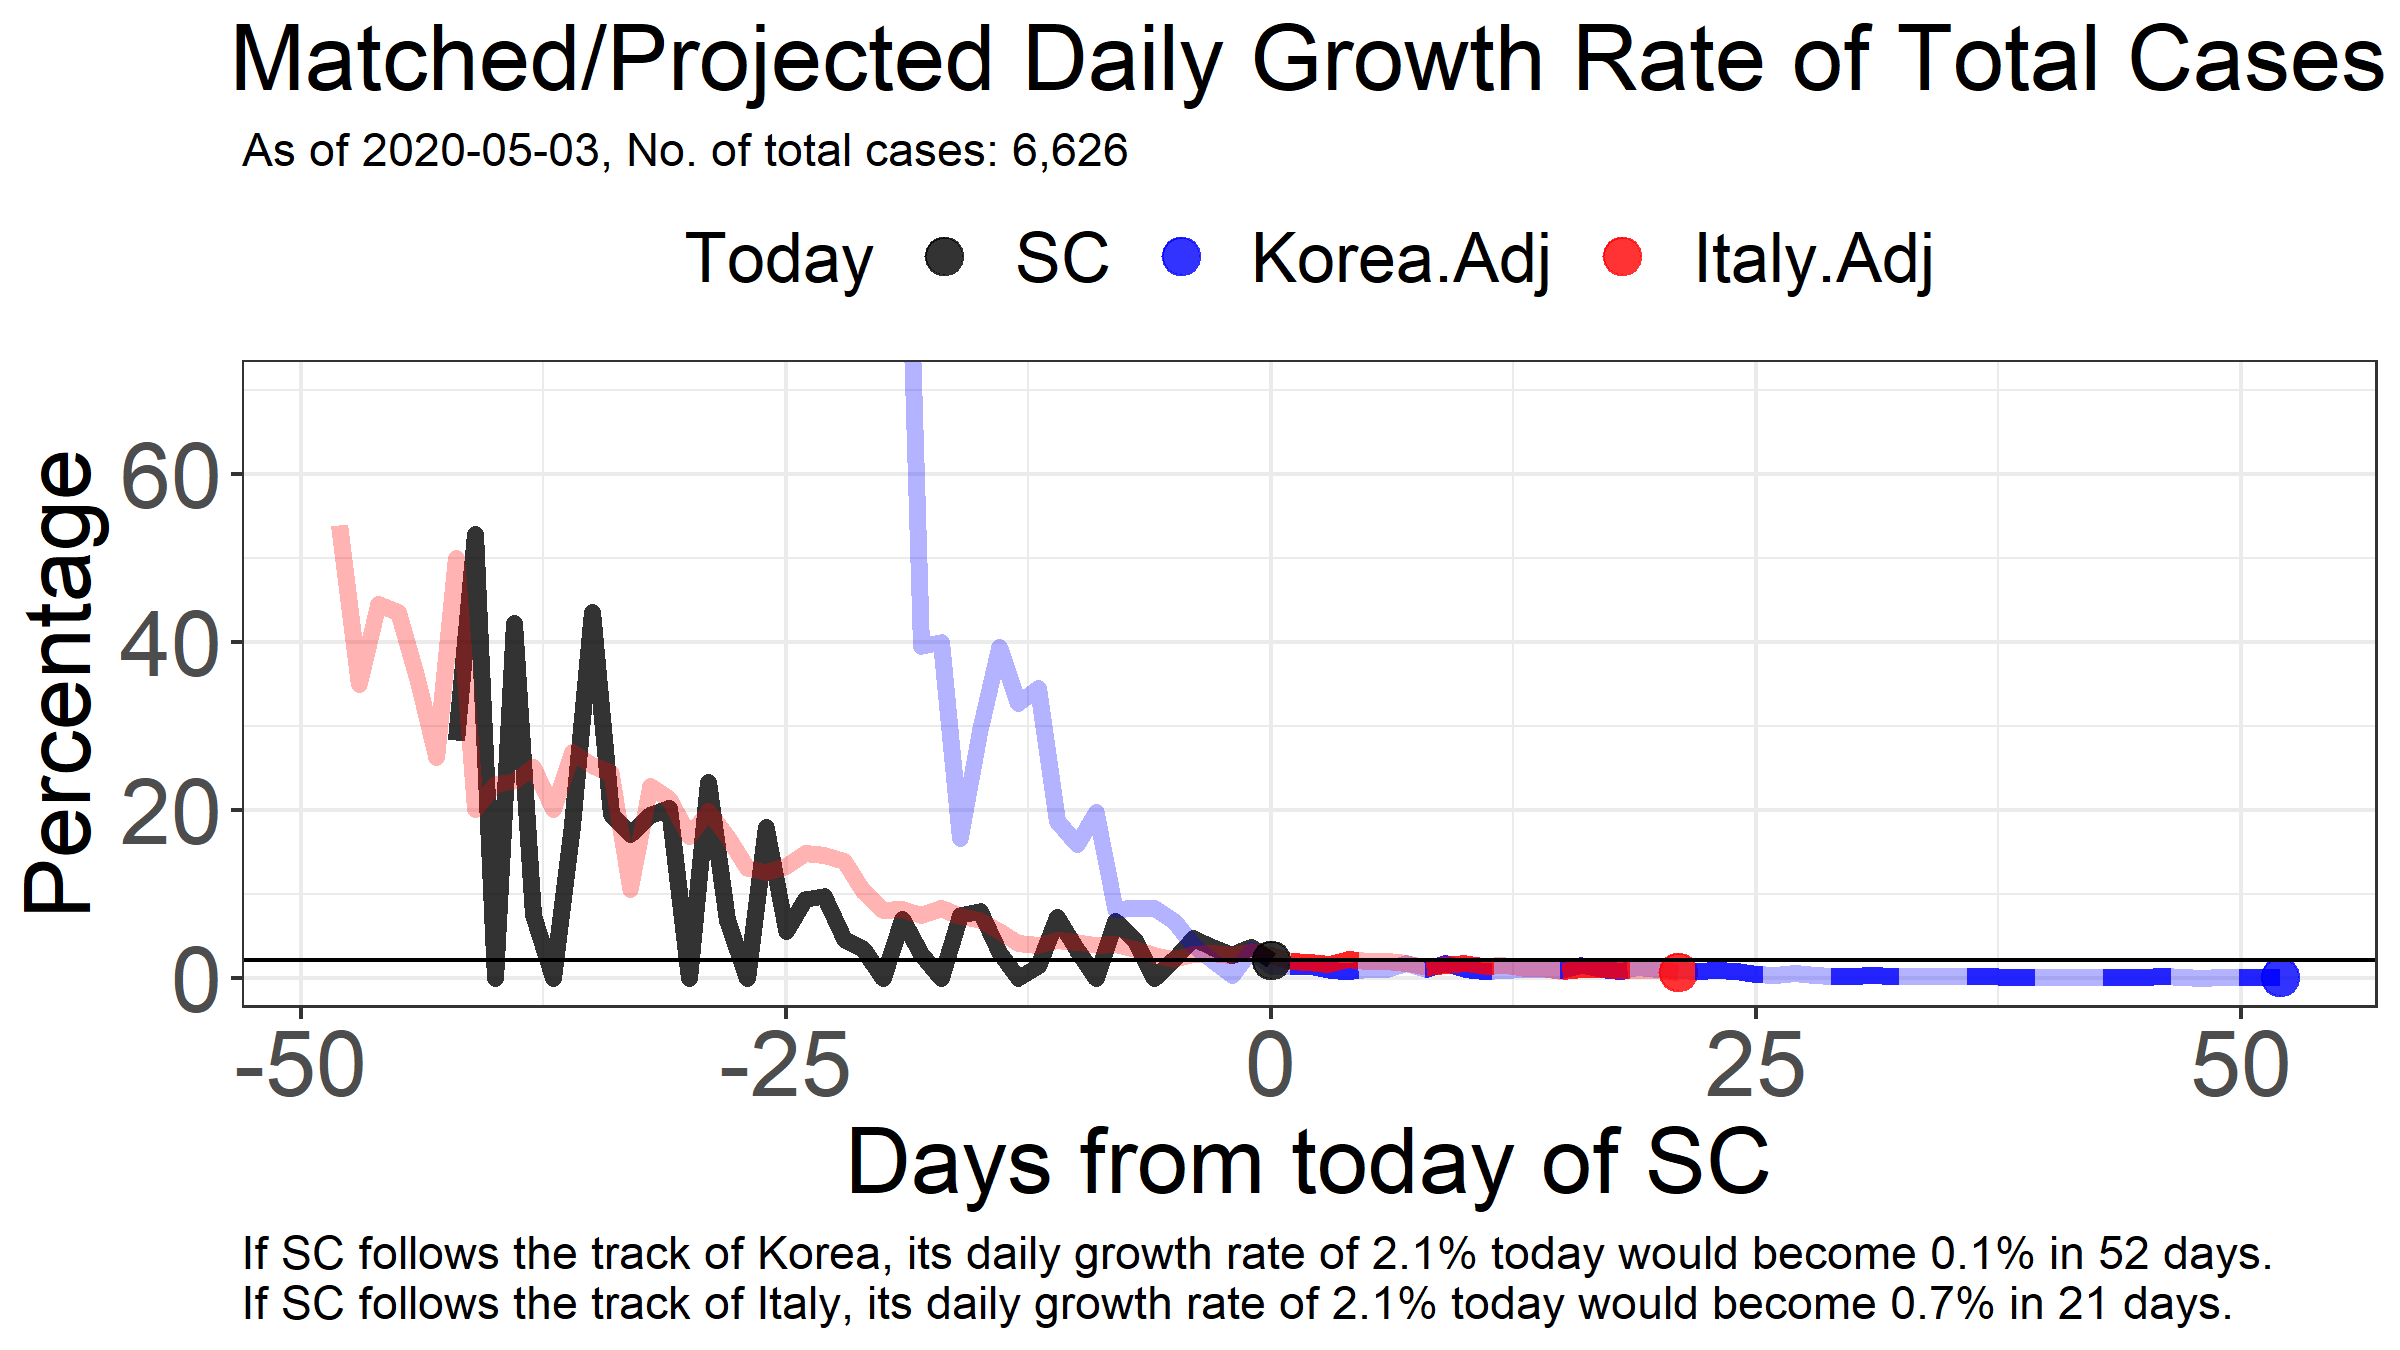 Matched/Projected Daily Growth Rate of Total Cases
As of 2020-05-03, No. of total cases: 6,626
Today SC Korea.Adj Italy.Adj
Percentage
60
40
20
0
-50 -25 0 25 50
Days from today of SC
If SC follows the track of Korea, its daily growth rate of 2.1% today would become 0.1% in 52 days.
If SC follows the track of Italy, its daily growth rate of 2.1% today would become 0.7% in 21 days.